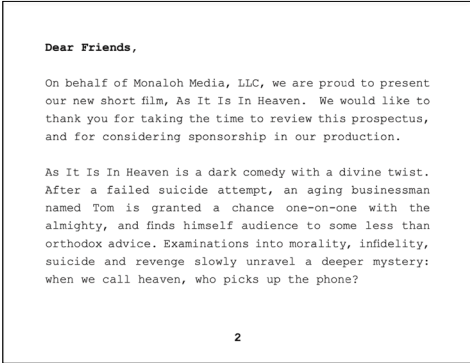 Dear Friends,
On behalf of Monaloh Media, LLC, we are proud to present
our new short film, As It Is In Heaven. We would like to
thank you for taking the time to review this prospectus,
and for considering sponsorship in our production.
As It Is In Heaven is a dark comedy with a divine twist.
After a failed suicide attempt, an aging businessman
named Tom is granted a chance one-on-one with the
almighty, and finds himself audience to some less than
orthodox advice. Examinations into morality, infidelity,
suicide and revenge slowly unravel a deeper mystery:
when we call heaven, who picks up the phone?
2